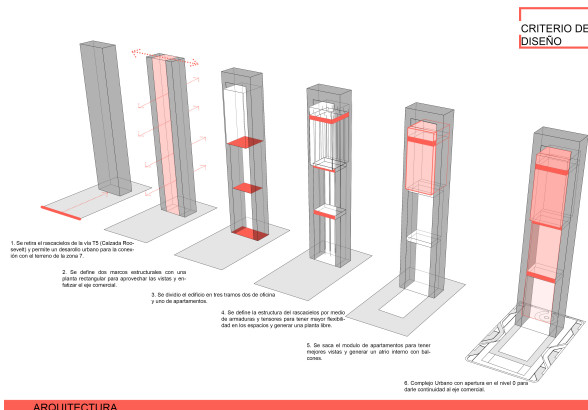 CRITERIO DE
DISEÑO
1. Se retira el rascacielos de la vía T5 (Calzada Roo-
sevelt) y permite un desarollo urbano para la conex-
ión con el terreno de la zona 7.
2. Se define dos marcos estructurales con una
planta rectangular para aprovechar las vistas y en-
fatizar el eje comercial.
3. Se dividio el edificio en tres tramos dos de oficina
y uno de apartamentos.
4. Se define la estructura del rascacielos por medio
de armaduras y tensores para tener mayor flexibili-
dad en los espacios y generar una planta libre.
5. Se saca el modulo de apartamentos para tener
mejores vistas y generar un atrio interno con bal-
cones.
6. Complejo Urbano con apertura en el nivel 0 para
darle continuidad al eje comercial.
ARQUITECTURA